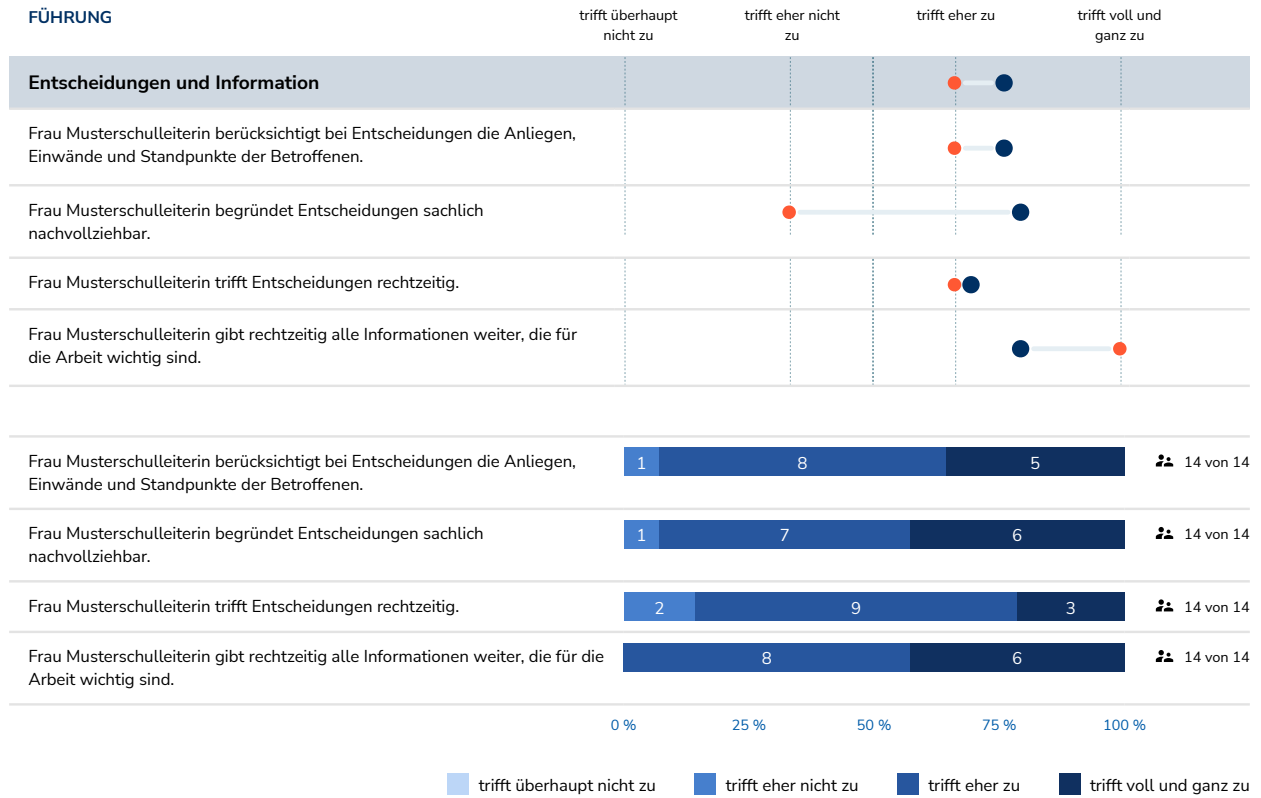 FÜHRUNG
trifft überhaupt
nicht zu
trifft eher nicht
zu
trifft eher zu
trifft voll und
ganz zu
Entscheidungen und Information
Frau Musterschulleiterin berücksichtigt bei Entscheidungen die Anliegen,
Einwände und Standpunkte der Betroffenen.
Frau Musterschulleiterin begründet Entscheidungen sachlich
nachvollziehbar.
Frau Musterschulleiterin trifft Entscheidungen rechtzeitig.
Frau Musterschulleiterin gibt rechtzeitig alle Informationen weiter, die für
die Arbeit wichtig sind.
Frau Musterschulleiterin berücksichtigt bei Entscheidungen die Anliegen,
Einwände und Standpunkte der Betroffenen.
1 8 5 14 von 14
Frau Musterschulleiterin begründet Entscheidungen sachlich
nachvollziehbar.
1 7 6 14 von 14
Frau Musterschulleiterin trifft Entscheidungen rechtzeitig.
2 9 3 14 von 14
Frau Musterschulleiterin gibt rechtzeitig alle Informationen weiter, die für die
Arbeit wichtig sind.
8 6 14 von 14
0 % 25 % 50 % 75 % 100 %
trifft überhaupt nicht zu trifft eher nicht zu trifft eher zu trifft voll und ganz zu